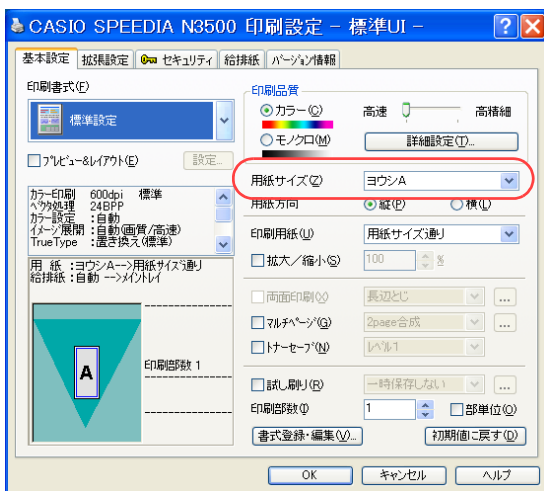 CASIO SPEEDIA N3500 印刷設定 - 標準UI -
基本設定 拡張設定 セキュリティ 給排紙 バージョン情報
印刷書式(F)
標準設定
プレビュー&レイアウト(E) 設定...
カラー印刷 600dpi 標準
ベタ処理 24BPP
カラー設定 :自動
イメージ展開 :自動(画質/高速)
TrueType :置き換え(標準)
用 紙 :ヨウシA-->用紙サイズ通り
給排紙 :自動 -->メイントレイ
A
印刷部数 1
印刷品質
カラー(C) 高速 高精細
モノクロ(M) 詳細設定(T)...
用紙サイズ(Z) ヨウシA
用紙方向 縦(P) 横(L)
印刷用紙(U) 用紙サイズ通り
拡大/縮小(S) 100 %
両面印刷(X) 長辺とじ ...
マルチページ(G) 2page合成 ...
トナーセーブ(N) レベル1
試し刷り(R) 一時保存しない ...
印刷部数(I) 1 部単位(O)
書式登録・編集(V)... 初期値に戻す(D)
OK キャンセル ヘルプ